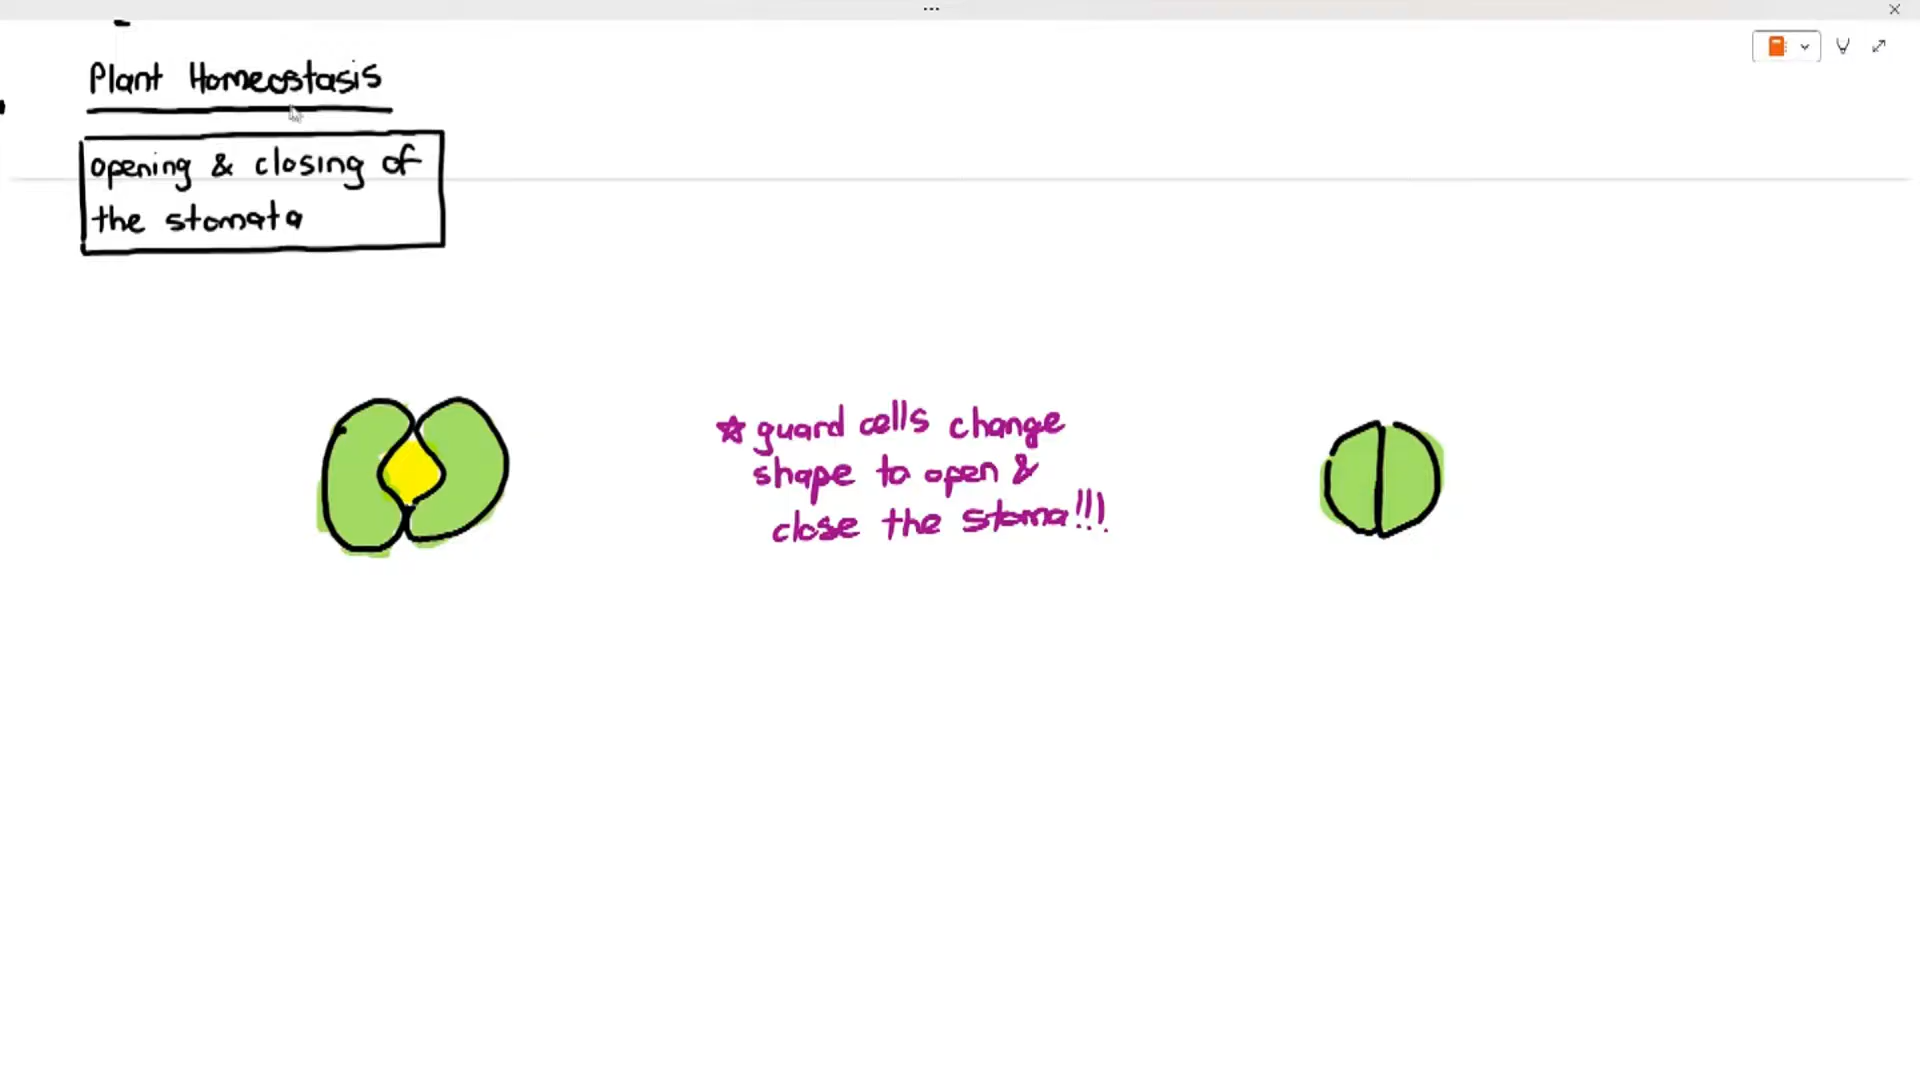 Plant Homeostasis
opening & closing of
the stomata
☆ guard cells change
shape to open &
close the stoma!!!